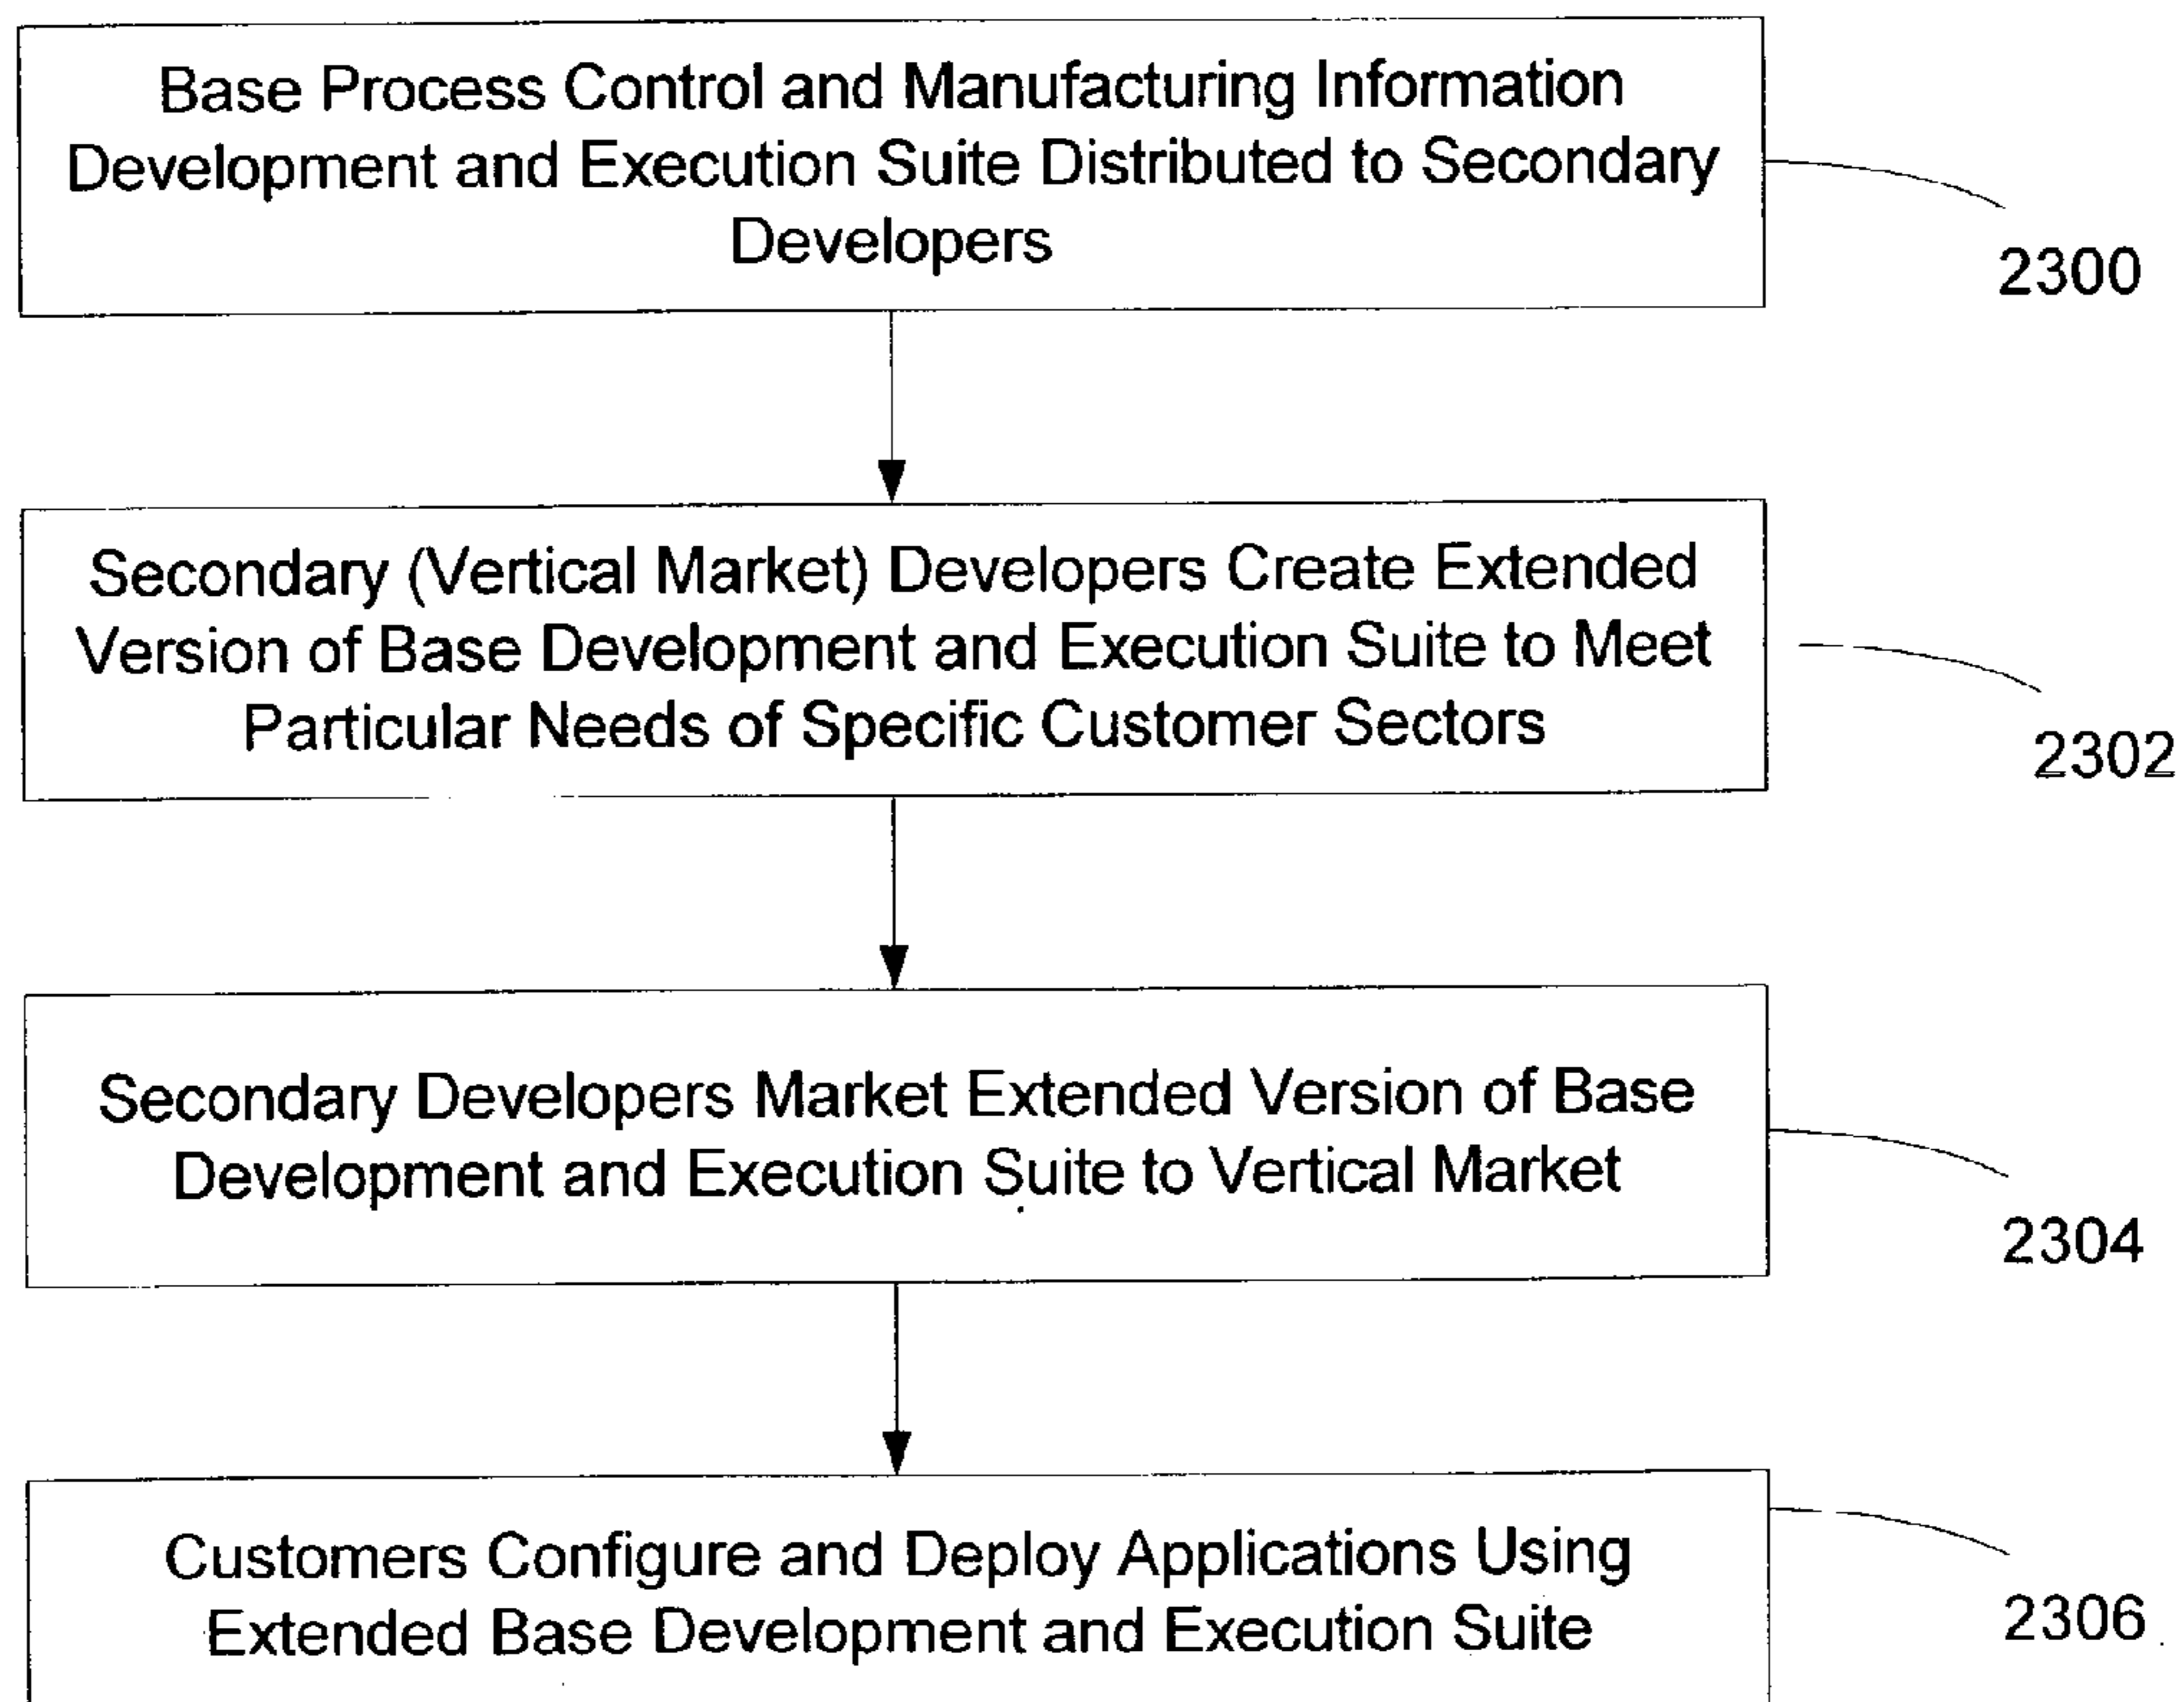 Base Process Control and Manufacturing Information
Development and Execution Suite Distributed to Secondary
Developers
2300
Secondary (Vertical Market) Developers Create Extended
Version of Base Development and Execution Suite to Meet
Particular Needs of Specific Customer Sectors
2302
Secondary Developers Market Extended Version of Base
Development and Execution Suite to Vertical Market
2304
Customers Configure and Deploy Applications Using
Extended Base Development and Execution Suite
2306